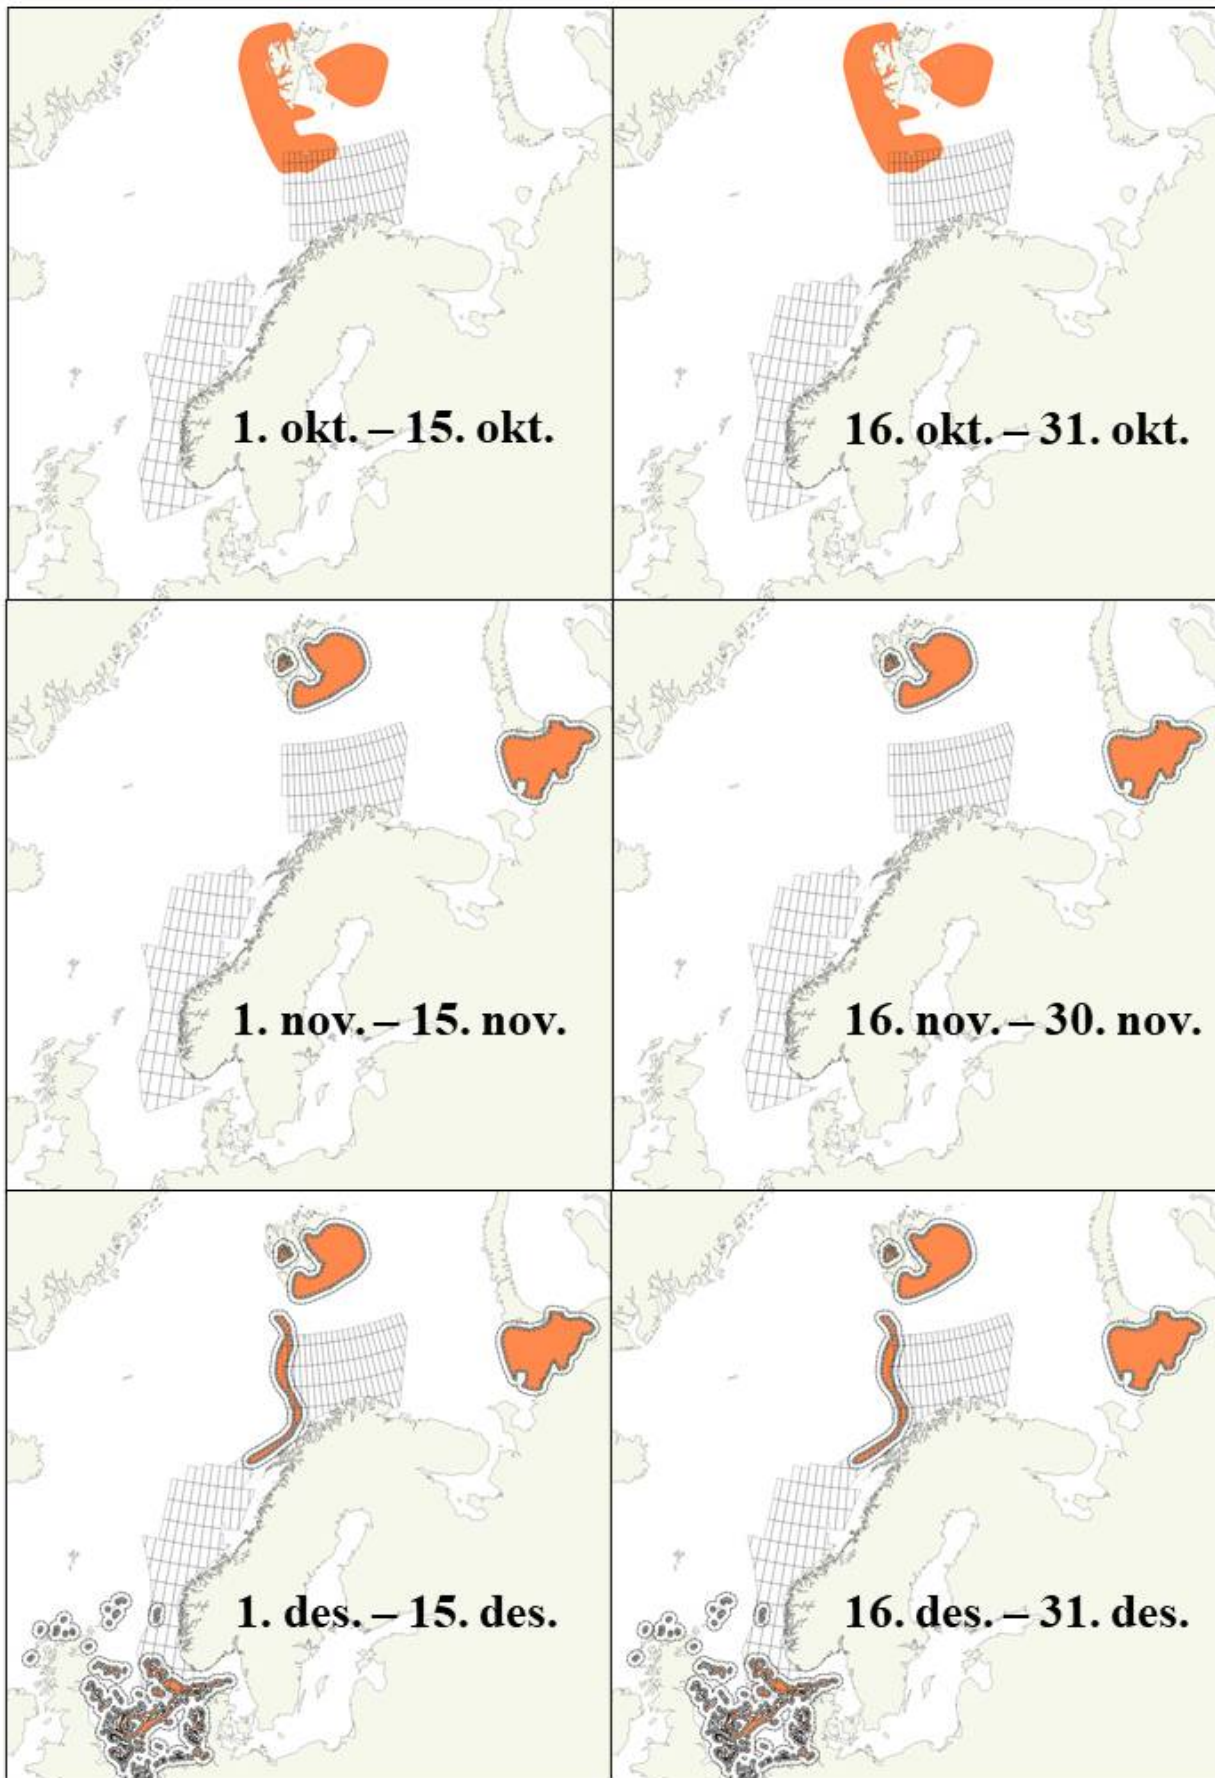 1. okt. – 15. okt.
16. okt. – 31. okt.
1. nov. – 15. nov.
16. nov. – 30. nov.
1. des. – 15. des.
16. des. – 31. des.